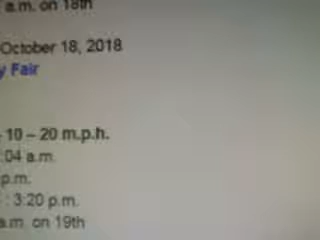 a.m. on 18th
October 18, 2018
y Fair
10 – 20 m.p.h.
:04 a.m.
p.m.
: 3:20 p.m.
a.m. on 19th